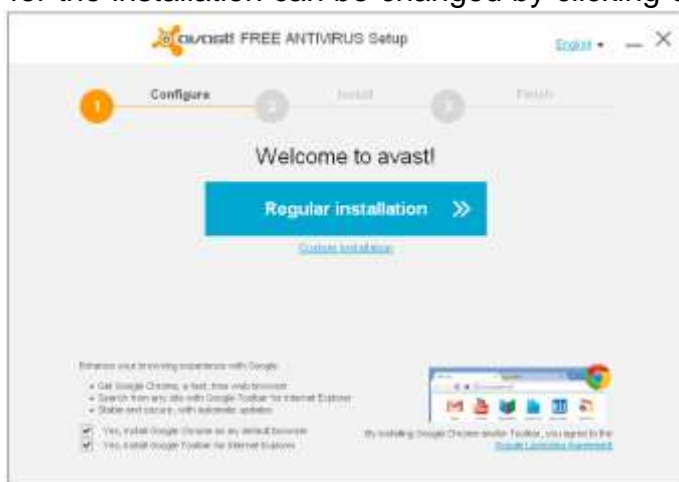 for the installation can be changed by clicking
avast! FREE ANTIVIRUS Setup
English
1 Configure 2 Install 3 Finish
Welcome to avast!
Regular installation
Custom installation
Enhance your browsing experience with Google
• Get Google Chrome, a fast, free web browser
• Search from any site with Google Toolbar for Internet Explorer
• Stable and secure, with automatic updates
Yes, install Google Chrome as my default browser
Yes, install Google Toolbar for Internet Explorer
By installing Google Chrome and/or Toolbar, you agree to the
Google Licensing Agreement